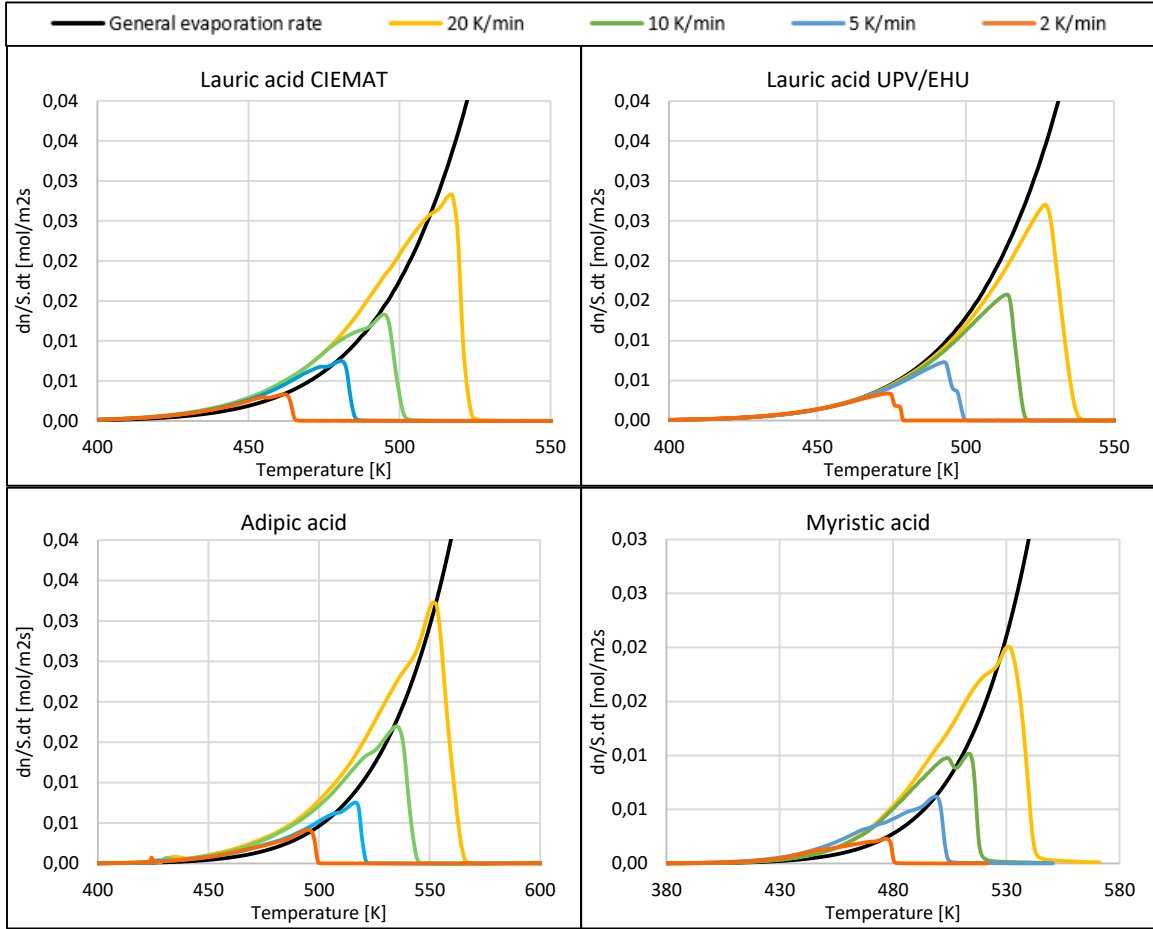 General evaporation rate 20 K/min 10 K/min 5 K/min 2 K/min
Lauric acid CIEMAT
0,04
0,04
0,03
0,03
0,02
0,02
0,01
0,01
0,00
dn/S.dt [mol/m2s]
400 450 500 550
Temperature [K]
Lauric acid UPV/EHU
0,04
0,04
0,03
0,03
0,02
0,02
0,01
0,01
0,00
dn/S.dt [mol/m2s]
400 450 500 550
Temperature [K]
Adipic acid
0,04
0,04
0,03
0,03
0,02
0,02
0,01
0,01
0,00
dn/S.dt [mol/m2s]
400 450 500 550 600
Temperature [K]
Myristic acid
0,03
0,03
0,02
0,02
0,01
0,01
0,00
dn/S.dt [mol/m2s]
380 430 480 530 580
Temperature [K]